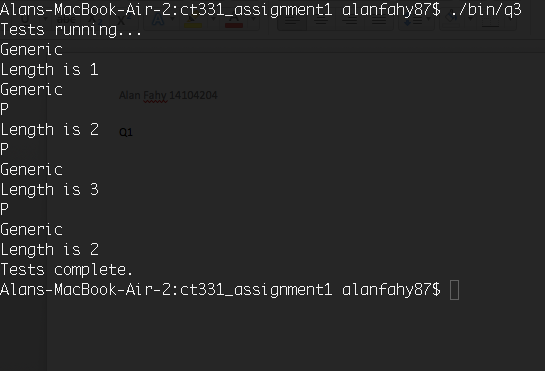 Alans-MacBook-Air-2:ct331_assignment1 alanfahy87$ ./bin/q3
Tests running...
Generic
Length is 1
Generic
P
Alan Fahy 14104204
Length is 2
Q1
P
Generic
Length is 3
P
Generic
Length is 2
Tests complete.
Alans-MacBook-Air-2:ct331_assignment1 alanfahy87$